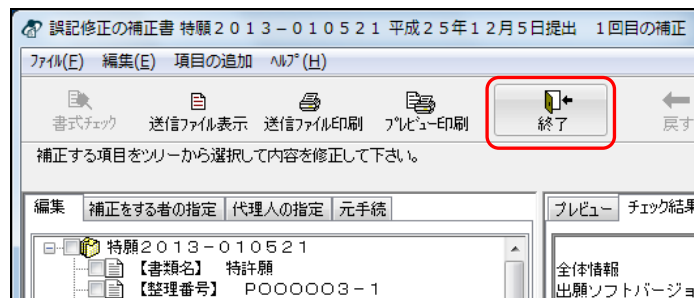 誤記修正の補正書 特願２０１３－０１０５２１ 平成２５年１２月５日提出　１回目の補正
ﾌｧｲﾙ(F)　編集(E)　項目の追加　ﾍﾙﾌﾟ(H)
書式ﾁｪｯｸ　送信ﾌｧｲﾙ表示　送信ﾌｧｲﾙ印刷　ﾌﾟﾚﾋﾞｭｰ印刷　終了　戻す
補正する項目をツリーから選択して内容を修正して下さい。
編集　補正をする者の指定　代理人の指定　元手続　プレビュー　チェック結果
特願２０１３－０１０５２１
【書類名】　特許願　全体情報
【整理番号】　Ｐ０００００３－１　出願ソフトバージョ